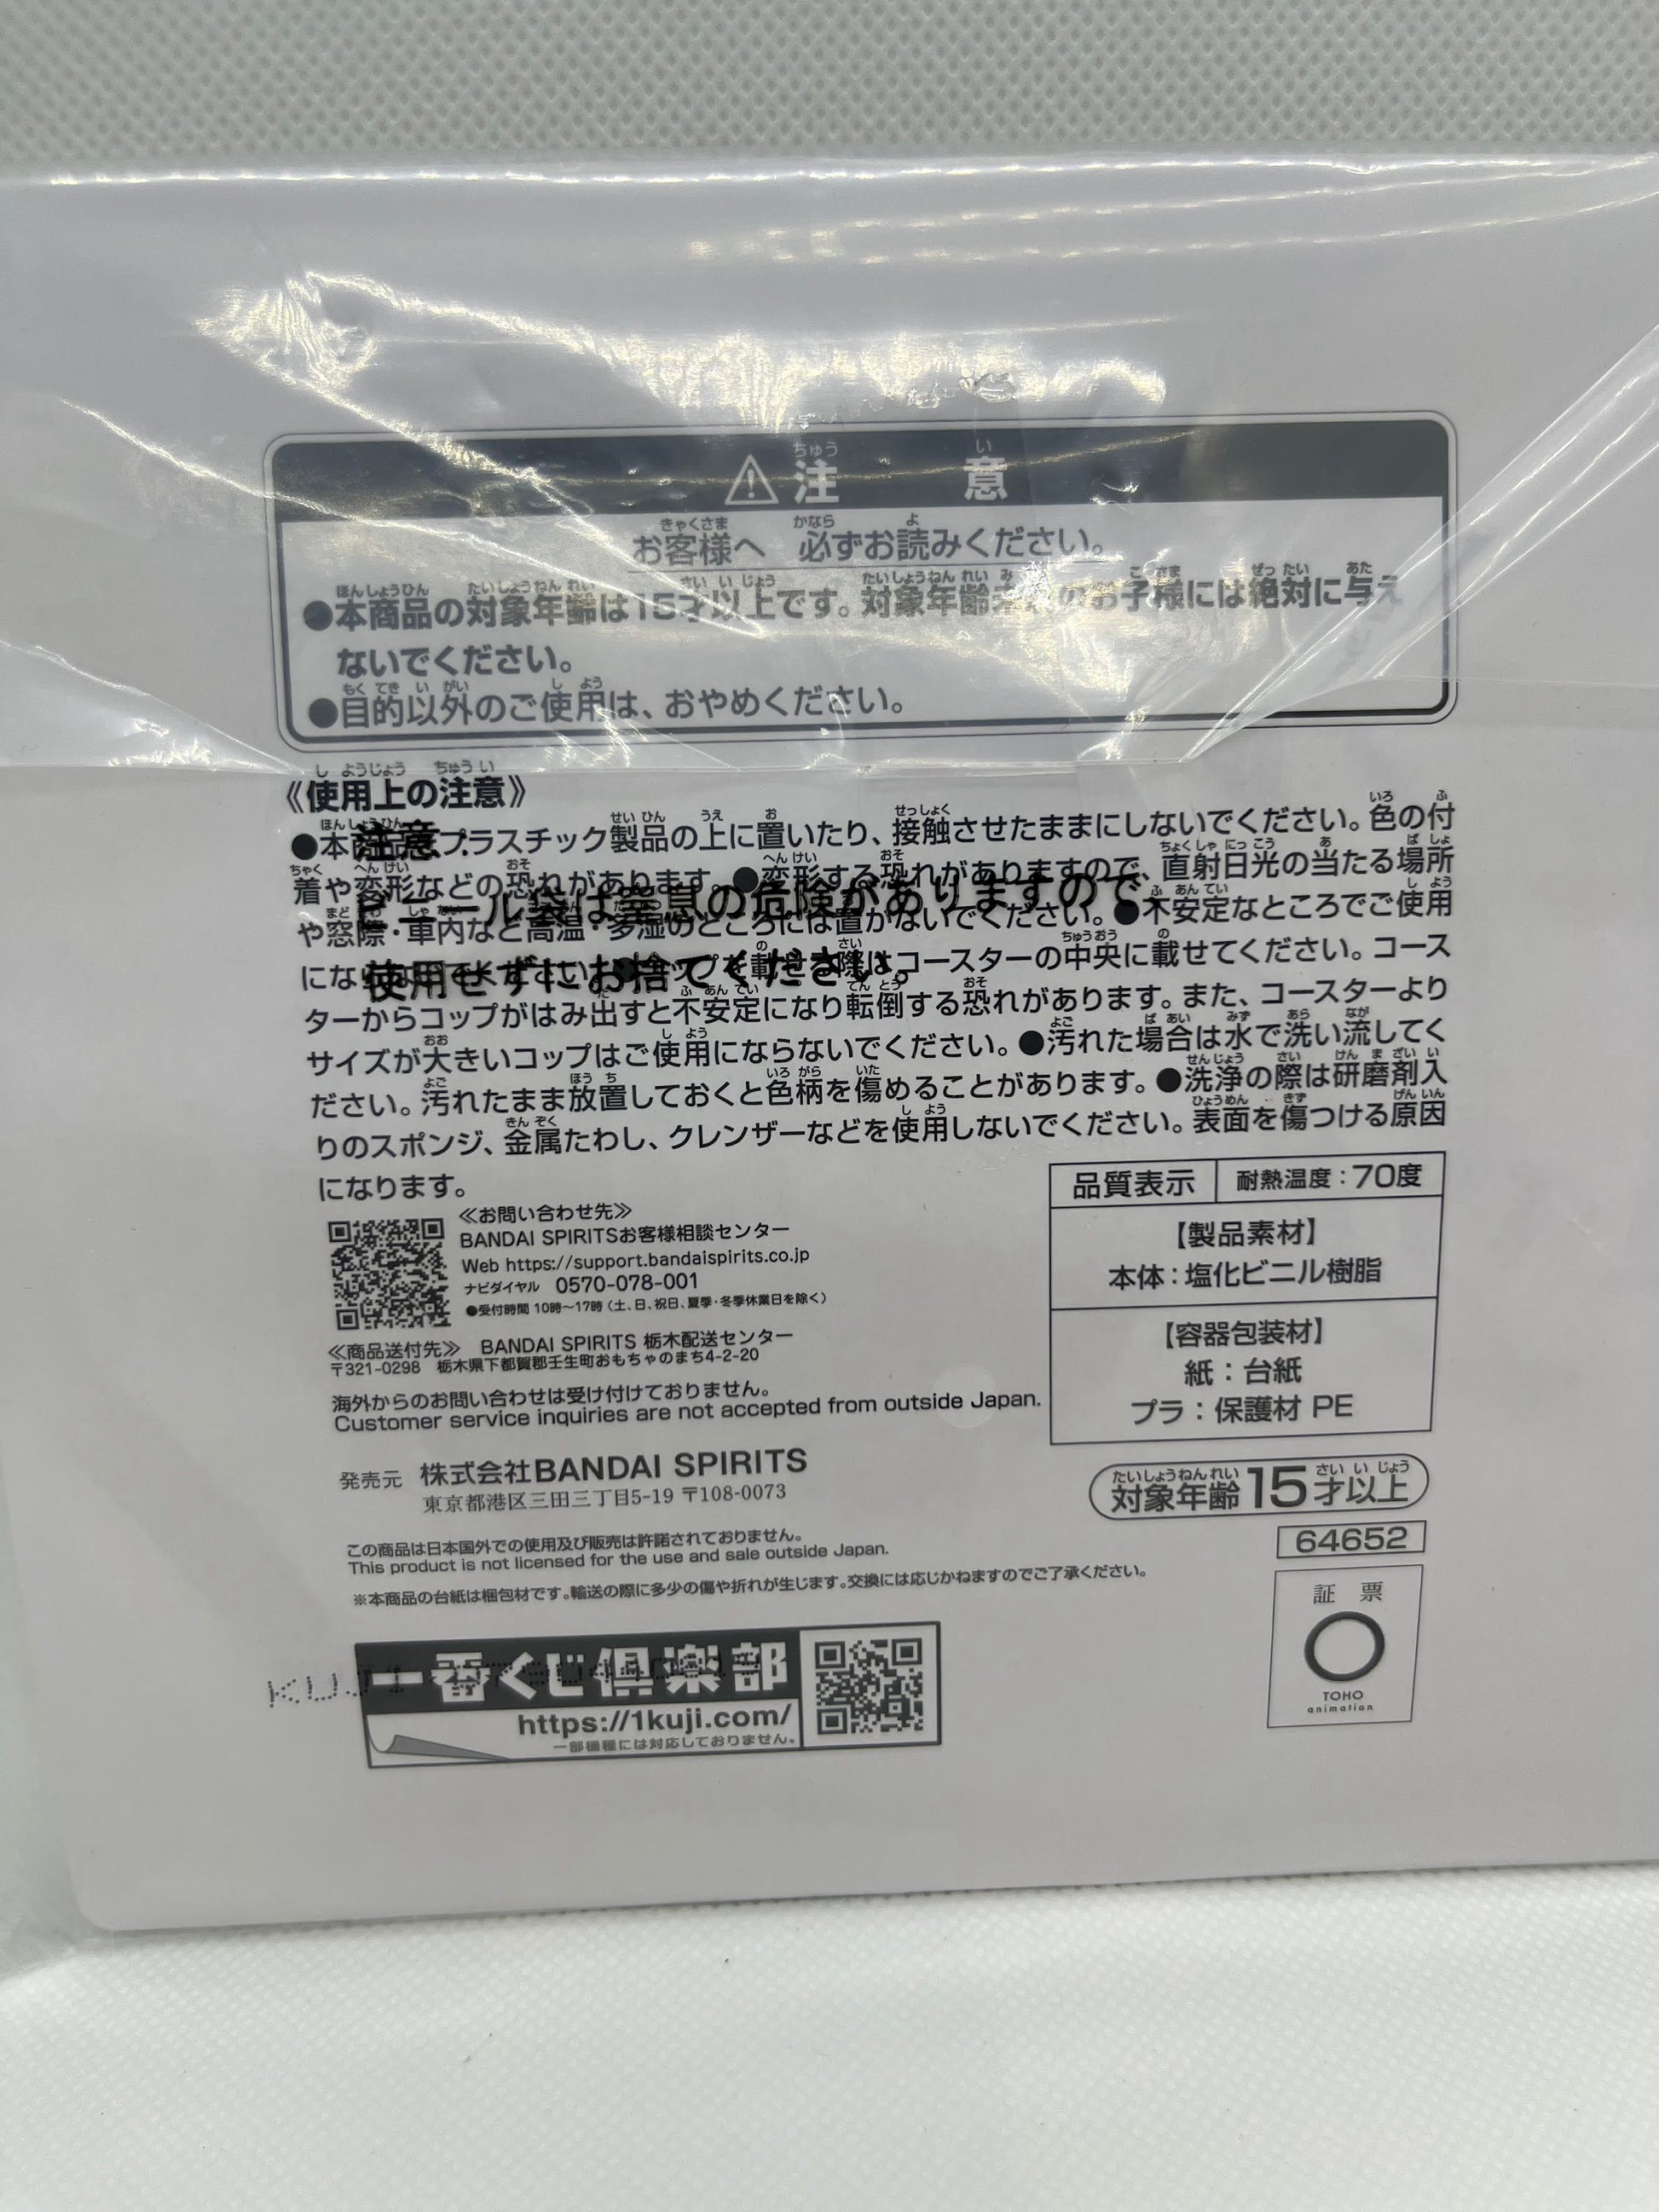 注意
お客様へ 必ずお読みください。
●本商品の対象年齢は15才以上です。対象年齢未満のお子様には絶対に与え
ないでください。
●目的以外のご使用は、おやめください。
《使用上の注意》
●本商品をプラスチック製品の上に置いたり、接触させたままにしないでください。色の付
着や変形などの恐れがあります。●変形する恐れがありますので、直射日光の当たる場所
や窓際・車内など高温・多湿のところには置かないでください。●不安定なところでご使用
にならないでください。●コップを載せる際はコースターの中央に載せてください。コース
ターからコップがはみ出すと不安定になり転倒する恐れがあります。また、コースターより
サイズが大きいコップはご使用にならないでください。●汚れた場合は水で洗い流してく
ださい。汚れたまま放置しておくと色柄を傷めることがあります。●洗浄の際は研磨剤入
りのスポンジ、金属たわし、クレンザーなどを使用しないでください。表面を傷つける原因
になります。
注意
ビニール袋は窒息の危険がありますので、
使用せずにお捨てください。
≪お問い合わせ先≫
BANDAI SPIRITSお客様相談センター
Web https://support.bandaispirits.co.jp
ナビダイヤル 0570-078-001
●受付時間 10時〜17時（土、日、祝日、夏季・冬季休業日を除く）
≪商品送付先≫ BANDAI SPIRITS 栃木配送センター
〒321-0298 栃木県下都賀郡壬生町おもちゃのまち4-2-20
海外からのお問い合わせは受け付けておりません。
Customer service inquiries are not accepted from outside Japan.
品質表示 耐熱温度：70度
【製品素材】
本体：塩化ビニル樹脂
【容器包装材】
紙：台紙
プラ：保護材 PE
発売元 株式会社BANDAI SPIRITS
東京都港区三田三丁目5-19 〒108-0073
対象年齢15才以上
64652
この商品は日本国外での使用及び販売は許諾されておりません。
This product is not licensed for the use and sale outside Japan.
※本商品の台紙は梱包材です。輸送の際に多少の傷や折れが生じます。交換には応じかねますのでご了承ください。
証 票
TOHO
animation
一番くじ倶楽部
https://1kuji.com/
一部機種には対応しておりません。
KUJI